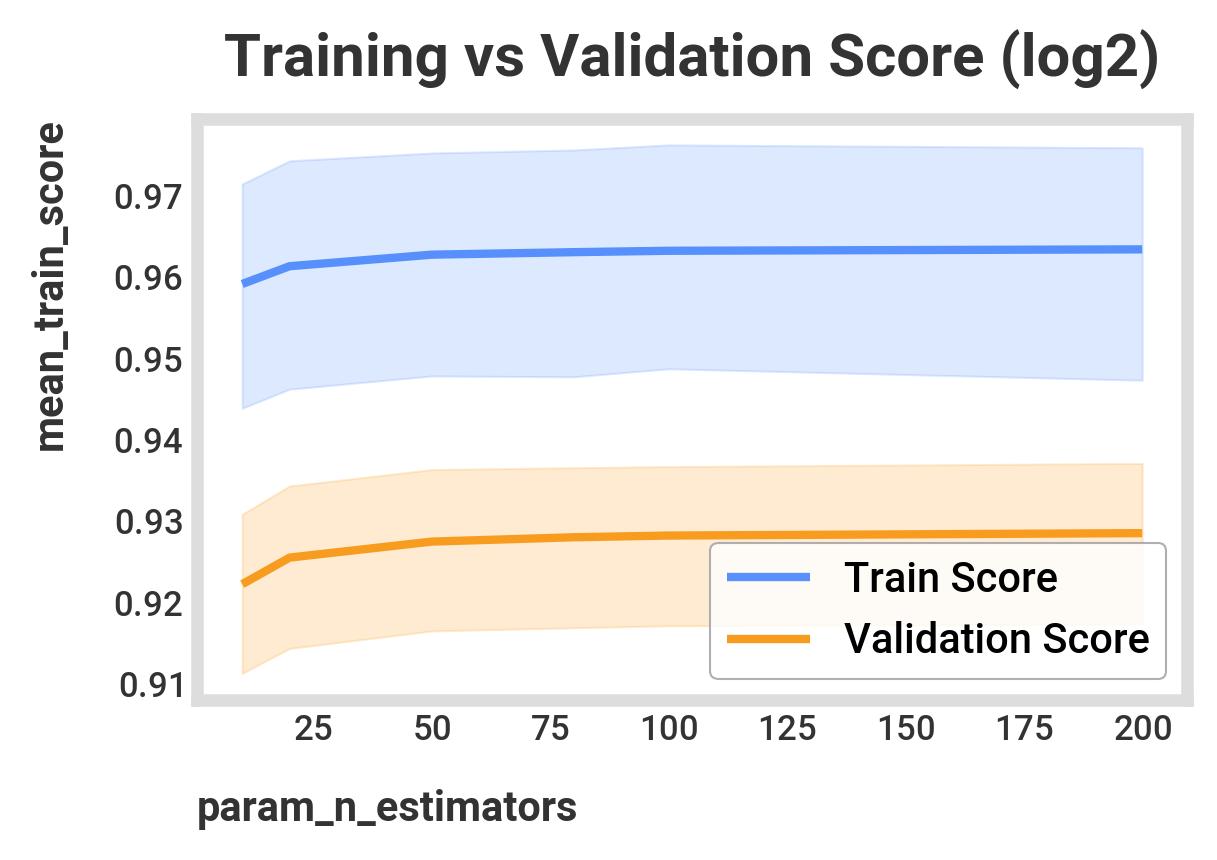 Training vs Validation Score (log2)
mean_train_score
0.97
0.96
0.95
0.94
0.93
0.92
0.91
Train Score
Validation Score
25 50 75 100 125 150 175 200
param_n_estimators